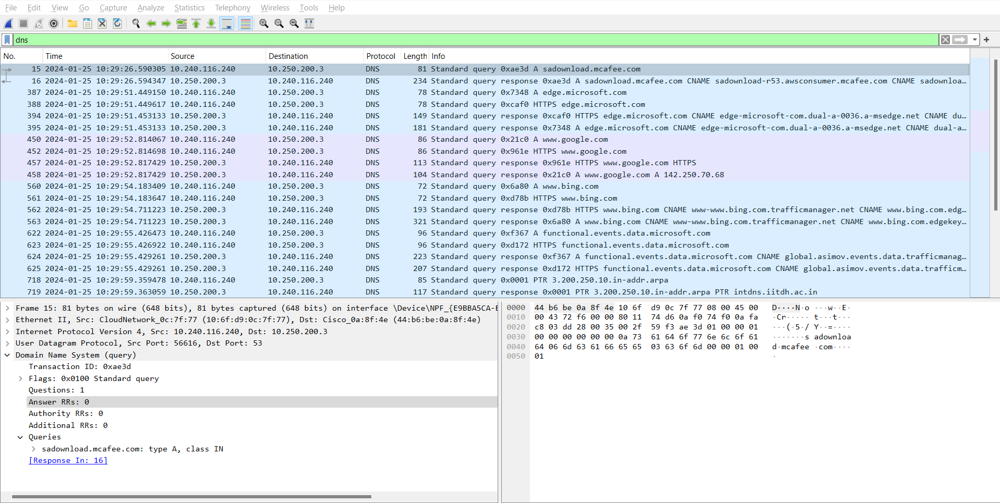 File Edit View Go Capture Analyze Statistics Telephony Wireless Tools Help
dns
No. Time Source Destination Protocol Length Info
15 2024-01-25 10:29:26.590305 10.240.116.240 10.250.200.3 DNS 81 Standard query 0xae3d A sadownload.mcafee.com
16 2024-01-25 10:29:26.594347 10.250.200.3 10.240.116.240 DNS 234 Standard query response 0xae3d A sadownload.mcafee.com CNAME sadownload-r53.awsconsumer.mcafee.com CNAME sadownloa…
387 2024-01-25 10:29:51.449150 10.240.116.240 10.250.200.3 DNS 78 Standard query 0x7348 A edge.microsoft.com
388 2024-01-25 10:29:51.449617 10.240.116.240 10.250.200.3 DNS 78 Standard query 0xcaf0 HTTPS edge.microsoft.com
394 2024-01-25 10:29:51.453133 10.250.200.3 10.240.116.240 DNS 149 Standard query response 0xcaf0 HTTPS edge.microsoft.com CNAME edge-microsoft-com.dual-a-0036.a-msedge.net CNAME du…
395 2024-01-25 10:29:51.453133 10.250.200.3 10.240.116.240 DNS 181 Standard query response 0x7348 A edge.microsoft.com CNAME edge-microsoft-com.dual-a-0036.a-msedge.net CNAME dual-a…
450 2024-01-25 10:29:52.814067 10.240.116.240 10.250.200.3 DNS 86 Standard query 0x21c0 A www.google.com
452 2024-01-25 10:29:52.814698 10.240.116.240 10.250.200.3 DNS 86 Standard query 0x961e HTTPS www.google.com
457 2024-01-25 10:29:52.817429 10.250.200.3 10.240.116.240 DNS 113 Standard query response 0x961e HTTPS www.google.com HTTPS
458 2024-01-25 10:29:52.817429 10.250.200.3 10.240.116.240 DNS 104 Standard query response 0x21c0 A www.google.com A 142.250.70.68
560 2024-01-25 10:29:54.183409 10.240.116.240 10.250.200.3 DNS 72 Standard query 0x6a80 A www.bing.com
561 2024-01-25 10:29:54.183647 10.240.116.240 10.250.200.3 DNS 72 Standard query 0xd78b HTTPS www.bing.com
562 2024-01-25 10:29:54.711223 10.250.200.3 10.240.116.240 DNS 193 Standard query response 0xd78b HTTPS www.bing.com CNAME www-www.bing.com.trafficmanager.net CNAME www.bing.com.edg…
563 2024-01-25 10:29:54.711223 10.250.200.3 10.240.116.240 DNS 321 Standard query response 0x6a80 A www.bing.com CNAME www-www.bing.com.trafficmanager.net CNAME www.bing.com.edgekey…
622 2024-01-25 10:29:55.426473 10.240.116.240 10.250.200.3 DNS 96 Standard query 0xf367 A functional.events.data.microsoft.com
623 2024-01-25 10:29:55.426922 10.240.116.240 10.250.200.3 DNS 96 Standard query 0xd172 HTTPS functional.events.data.microsoft.com
624 2024-01-25 10:29:55.429261 10.250.200.3 10.240.116.240 DNS 223 Standard query response 0xf367 A functional.events.data.microsoft.com CNAME global.asimov.events.data.trafficmanag…
625 2024-01-25 10:29:55.429261 10.250.200.3 10.240.116.240 DNS 207 Standard query response 0xd172 HTTPS functional.events.data.microsoft.com CNAME global.asimov.events.data.trafficm…
718 2024-01-25 10:29:59.359478 10.240.116.240 10.250.200.3 DNS 85 Standard query 0x0001 PTR 3.200.250.10.in-addr.arpa
719 2024-01-25 10:29:59.363059 10.250.200.3 10.240.116.240 DNS 117 Standard query response 0x0001 PTR 3.200.250.10.in-addr.arpa PTR intdns.iitdh.ac.in
Frame 15: 81 bytes on wire (648 bits), 81 bytes captured (648 bits) on interface \Device\NPF_{E9BBA5CA-E
Ethernet II, Src: CloudNetwork_0c:7f:77 (10:6f:d9:0c:7f:77), Dst: Cisco_0a:8f:4e (44:b6:be:0a:8f:4e)
Internet Protocol Version 4, Src: 10.240.116.240, Dst: 10.250.200.3
User Datagram Protocol, Src Port: 56616, Dst Port: 53
Domain Name System (query)
Transaction ID: 0xae3d
Flags: 0x0100 Standard query
Questions: 1
Answer RRs: 0
Authority RRs: 0
Additional RRs: 0
Queries
sadownload.mcafee.com: type A, class IN
[Response In: 16]
0000 44 b6 be 0a 8f 4e 10 6f d9 0c 7f 77 08 00 45 00 D····N·o ···w··E·
0010 00 43 72 f6 00 00 80 11 74 d6 0a f0 74 f0 0a fa ·Cr····· t···t···
0020 c8 03 dd 28 00 35 00 2f 59 f3 ae 3d 01 00 00 01 ···(·5·/ Y··=····
0030 00 00 00 00 00 00 0a 73 61 64 6f 77 6e 6c 6f 61 ·······s adownloa
0040 64 06 6d 63 61 66 65 65 03 63 6f 6d 00 00 01 00 d·mcafee ·com····
0050 01 ·